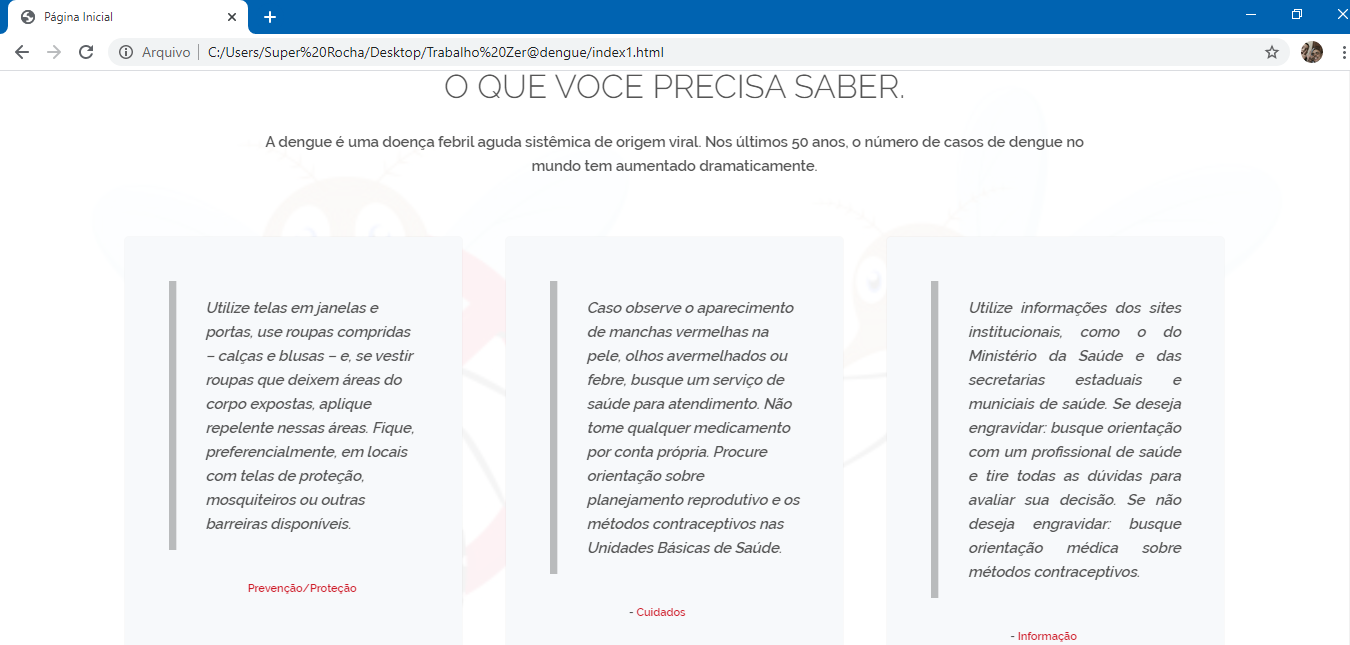 Página Inicial
Arquivo | C:/Users/Super%20Rocha/Desktop/Trabalho%20Zer@dengue/index1.html
O QUE VOCE PRECISA SABER.
A dengue é uma doença febril aguda sistêmica de origem viral. Nos últimos 50 anos, o número de casos de dengue no
mundo tem aumentado dramaticamente.
Utilize telas em janelas e
portas, use roupas compridas
– calças e blusas – e, se vestir
roupas que deixem áreas do
corpo expostas, aplique
repelente nessas áreas. Fique,
preferencialmente, em locais
com telas de proteção,
mosquiteiros ou outras
barreiras disponíveis.
Prevenção/Proteção
Caso observe o aparecimento
de manchas vermelhas na
pele, olhos avermelhados ou
febre, busque um serviço de
saúde para atendimento. Não
tome qualquer medicamento
por conta própria. Procure
orientação sobre
planejamento reprodutivo e os
métodos contraceptivos nas
Unidades Básicas de Saúde.
- Cuidados
Utilize informações dos sites
institucionais, como o do
Ministério da Saúde e das
secretarias estaduais e
municiais de saúde. Se deseja
engravidar: busque orientação
com um profissional de saúde
e tire todas as dúvidas para
avaliar sua decisão. Se não
deseja engravidar: busque
orientação médica sobre
métodos contraceptivos.
- Informação